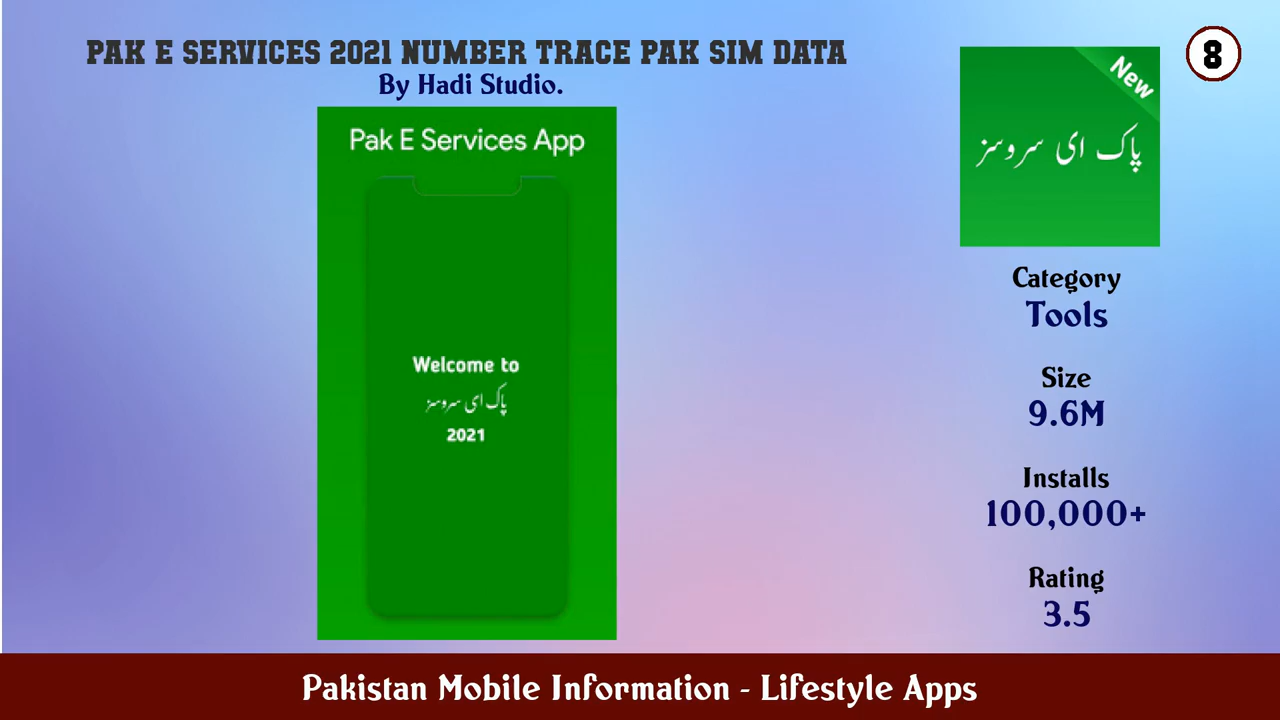 PAK E SERVICES 2021 NUMBER TRACE PAK SIM DATA
By Hadi Studio.
8
New
پاک ای سروسز
Pak E Services App
Welcome to
پاک ای سروسز
2021
Category
Tools
Size
9.6M
Installs
100,000+
Rating
3.5
Pakistan Mobile Information - Lifestyle Apps